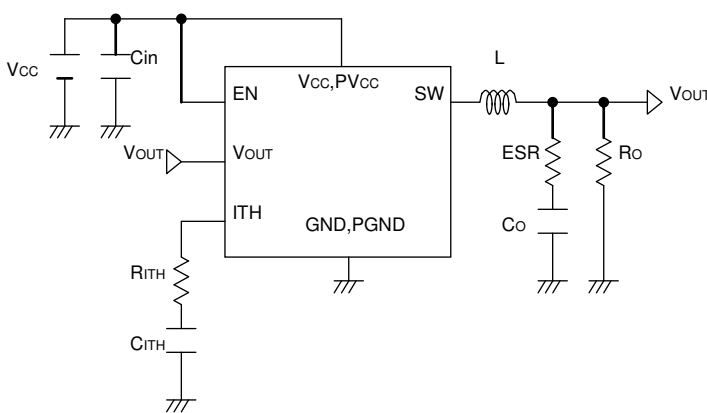 L
VCC
Cin
VCC,PVCC
EN
SW
VOUT
VOUT
VOUT
ESR
RO
ITH
GND,PGND
CO
RITH
CITH